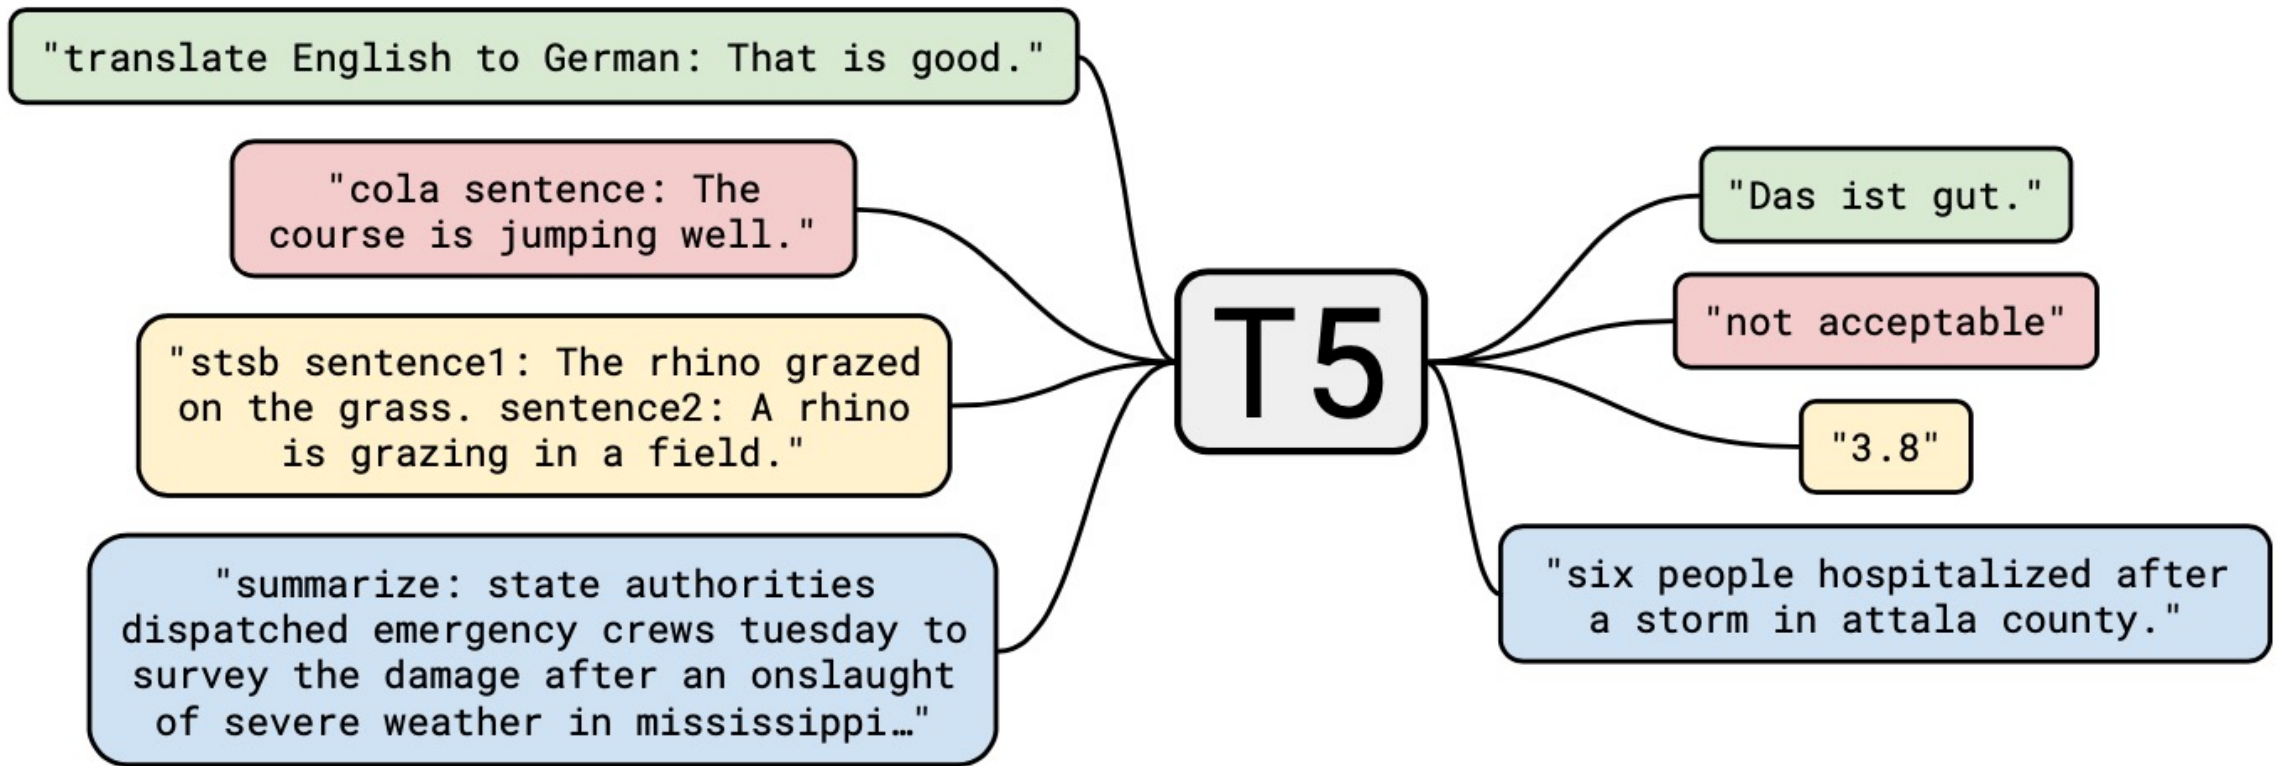 "translate English to German: That is good."
"cola sentence: The
course is jumping well."
"stsb sentence1: The rhino grazed
on the grass. sentence2: A rhino
is grazing in a field."
"summarize: state authorities
dispatched emergency crews tuesday to
survey the damage after an onslaught
of severe weather in mississippi…"
T5
"Das ist gut."
"not acceptable"
"3.8"
"six people hospitalized after
a storm in attala county."